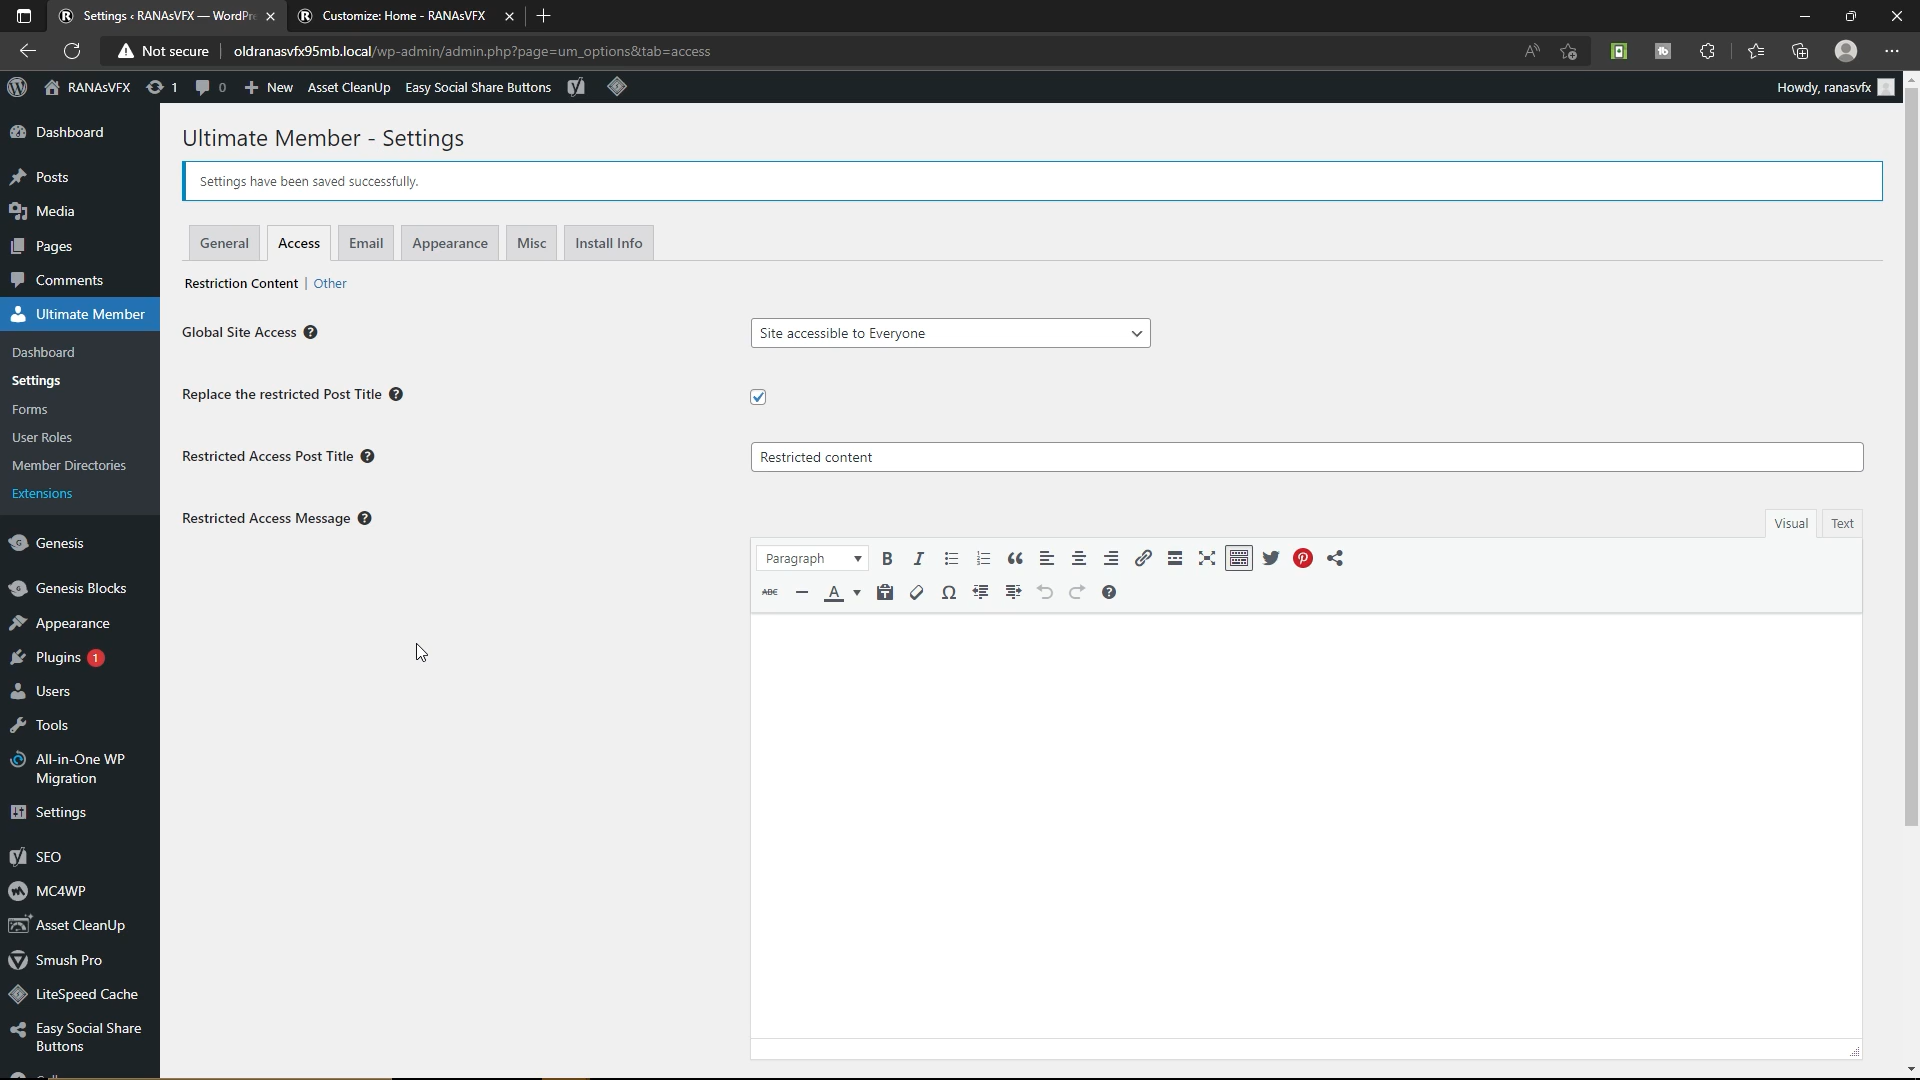 Settings ‹ RANAsVFX — WordPre
Customize: Home - RANAsVFX
Not secure
oldranasvfx95mb.local/wp-admin/admin.php?page=um_options&tab=access
RANAsVFX
1
0
New
Asset CleanUp
Easy Social Share Buttons
Howdy, ranasvfx
Dashboard
Posts
Media
Pages
Comments
Ultimate Member
Dashboard
Settings
Forms
User Roles
Member Directories
Extensions
Genesis
Genesis Blocks
Appearance
Plugins 1
Users
Tools
All-in-One WP
Migration
Settings
SEO
MC4WP
Asset CleanUp
Smush Pro
LiteSpeed Cache
Easy Social Share
Buttons
Ultimate Member - Settings
Settings have been saved successfully.
General
Access
Email
Appearance
Misc
Install Info
Restriction Content | Other
Global Site Access
Site accessible to Everyone
Replace the restricted Post Title
Restricted Access Post Title
Restricted content
Restricted Access Message
Visual
Text
Paragraph
B
I
ABC
A
Ω